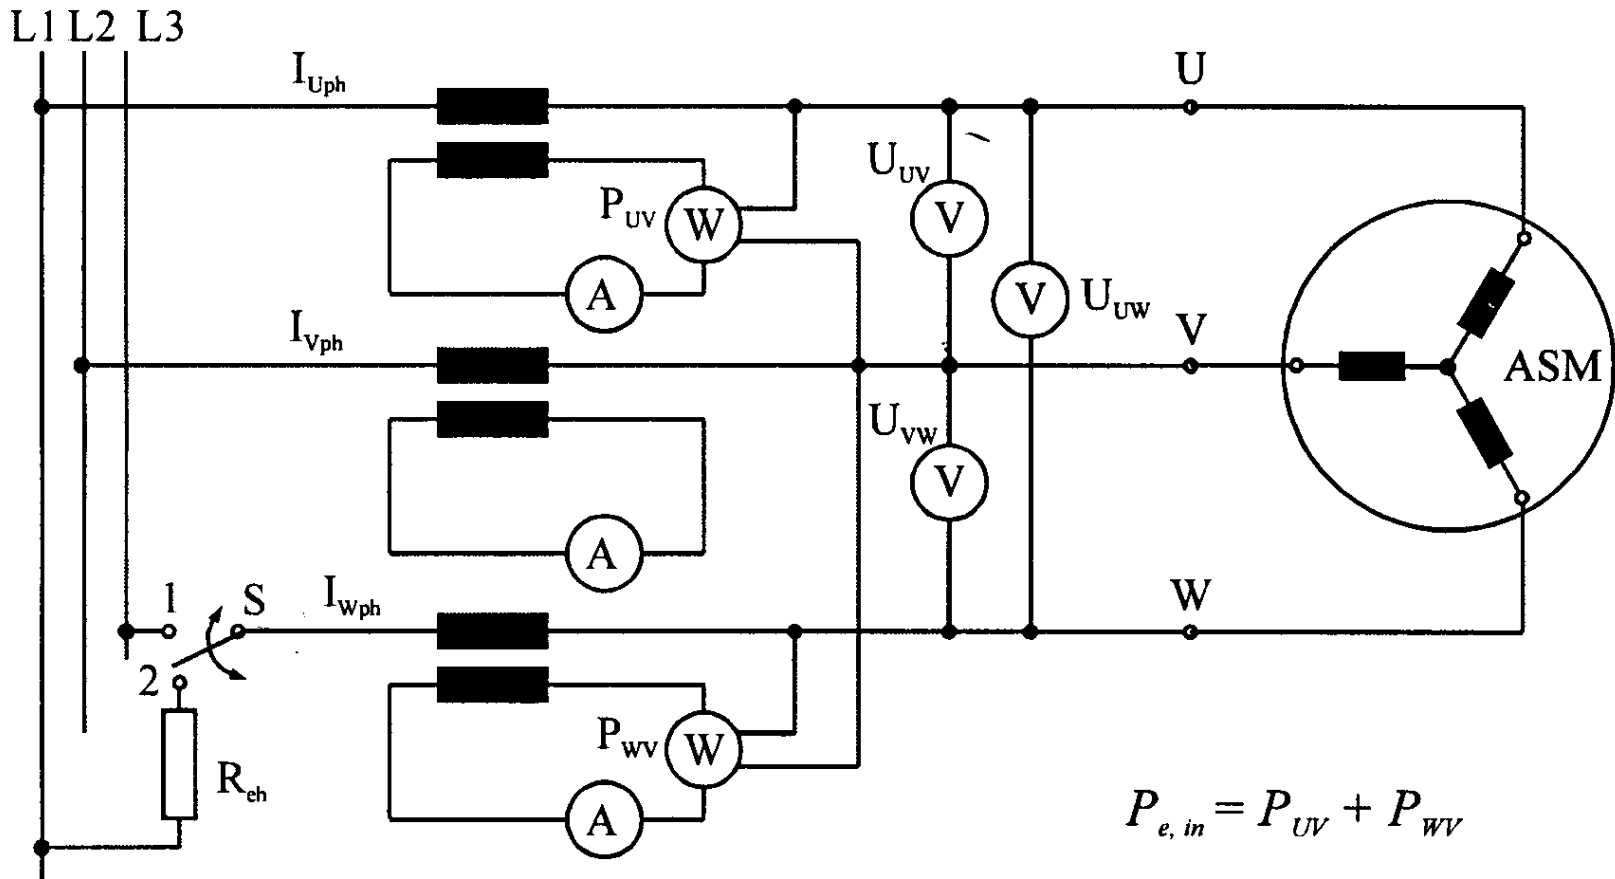 L1 L2 L3
I_Uph
U
U_UV
P_UV
W
V
A
V
U_UW
I_Vph
V
ASM
U_VW
V
A
1
S
I_Wph
W
2
P_WV
W
R_eh
A
P_e, in = P_UV + P_WV